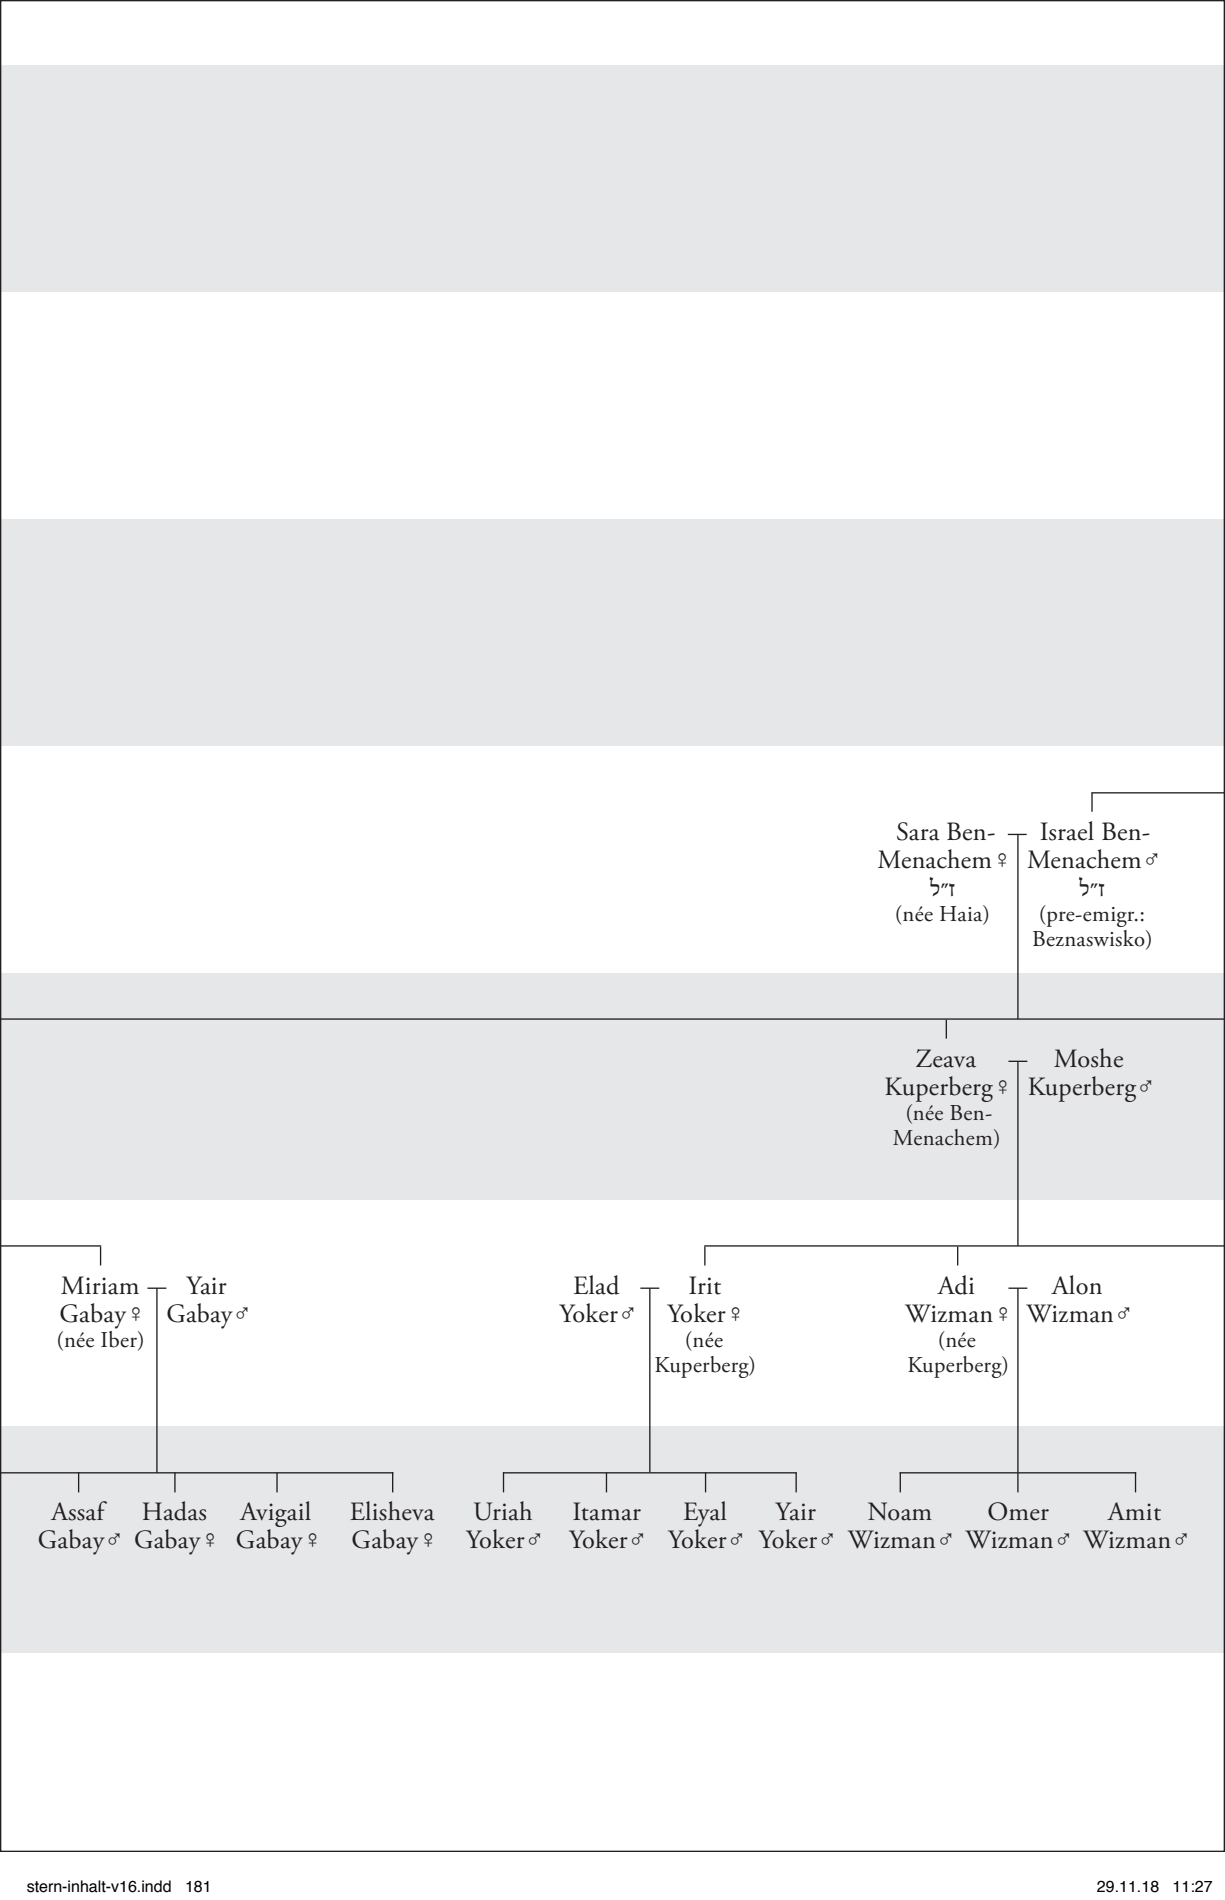 Sara Ben-
Menachem♀
ז״ל
(née Haia)
Israel Ben-
Menachem♂
ז״ל
(pre-emigr.:
Beznaswisko)
Zeava
Kuperberg♀
(née Ben-
Menachem)
Moshe
Kuperberg♂
Miriam
Gabay♀
(née Iber)
Yair
Gabay♂
Elad
Yoker♂
Irit
Yoker♀
(née
Kuperberg)
Adi
Wizman♀
(née
Kuperberg)
Alon
Wizman♂
Assaf
Gabay♂
Hadas
Gabay♀
Avigail
Gabay♀
Elisheva
Gabay♀
Uriah
Yoker♂
Itamar
Yoker♂
Eyal
Yoker♂
Yair
Yoker♂
Noam
Wizman♂
Omer
Wizman♂
Amit
Wizman♂
stern-inhalt-v16.indd 181
29.11.18 11:27